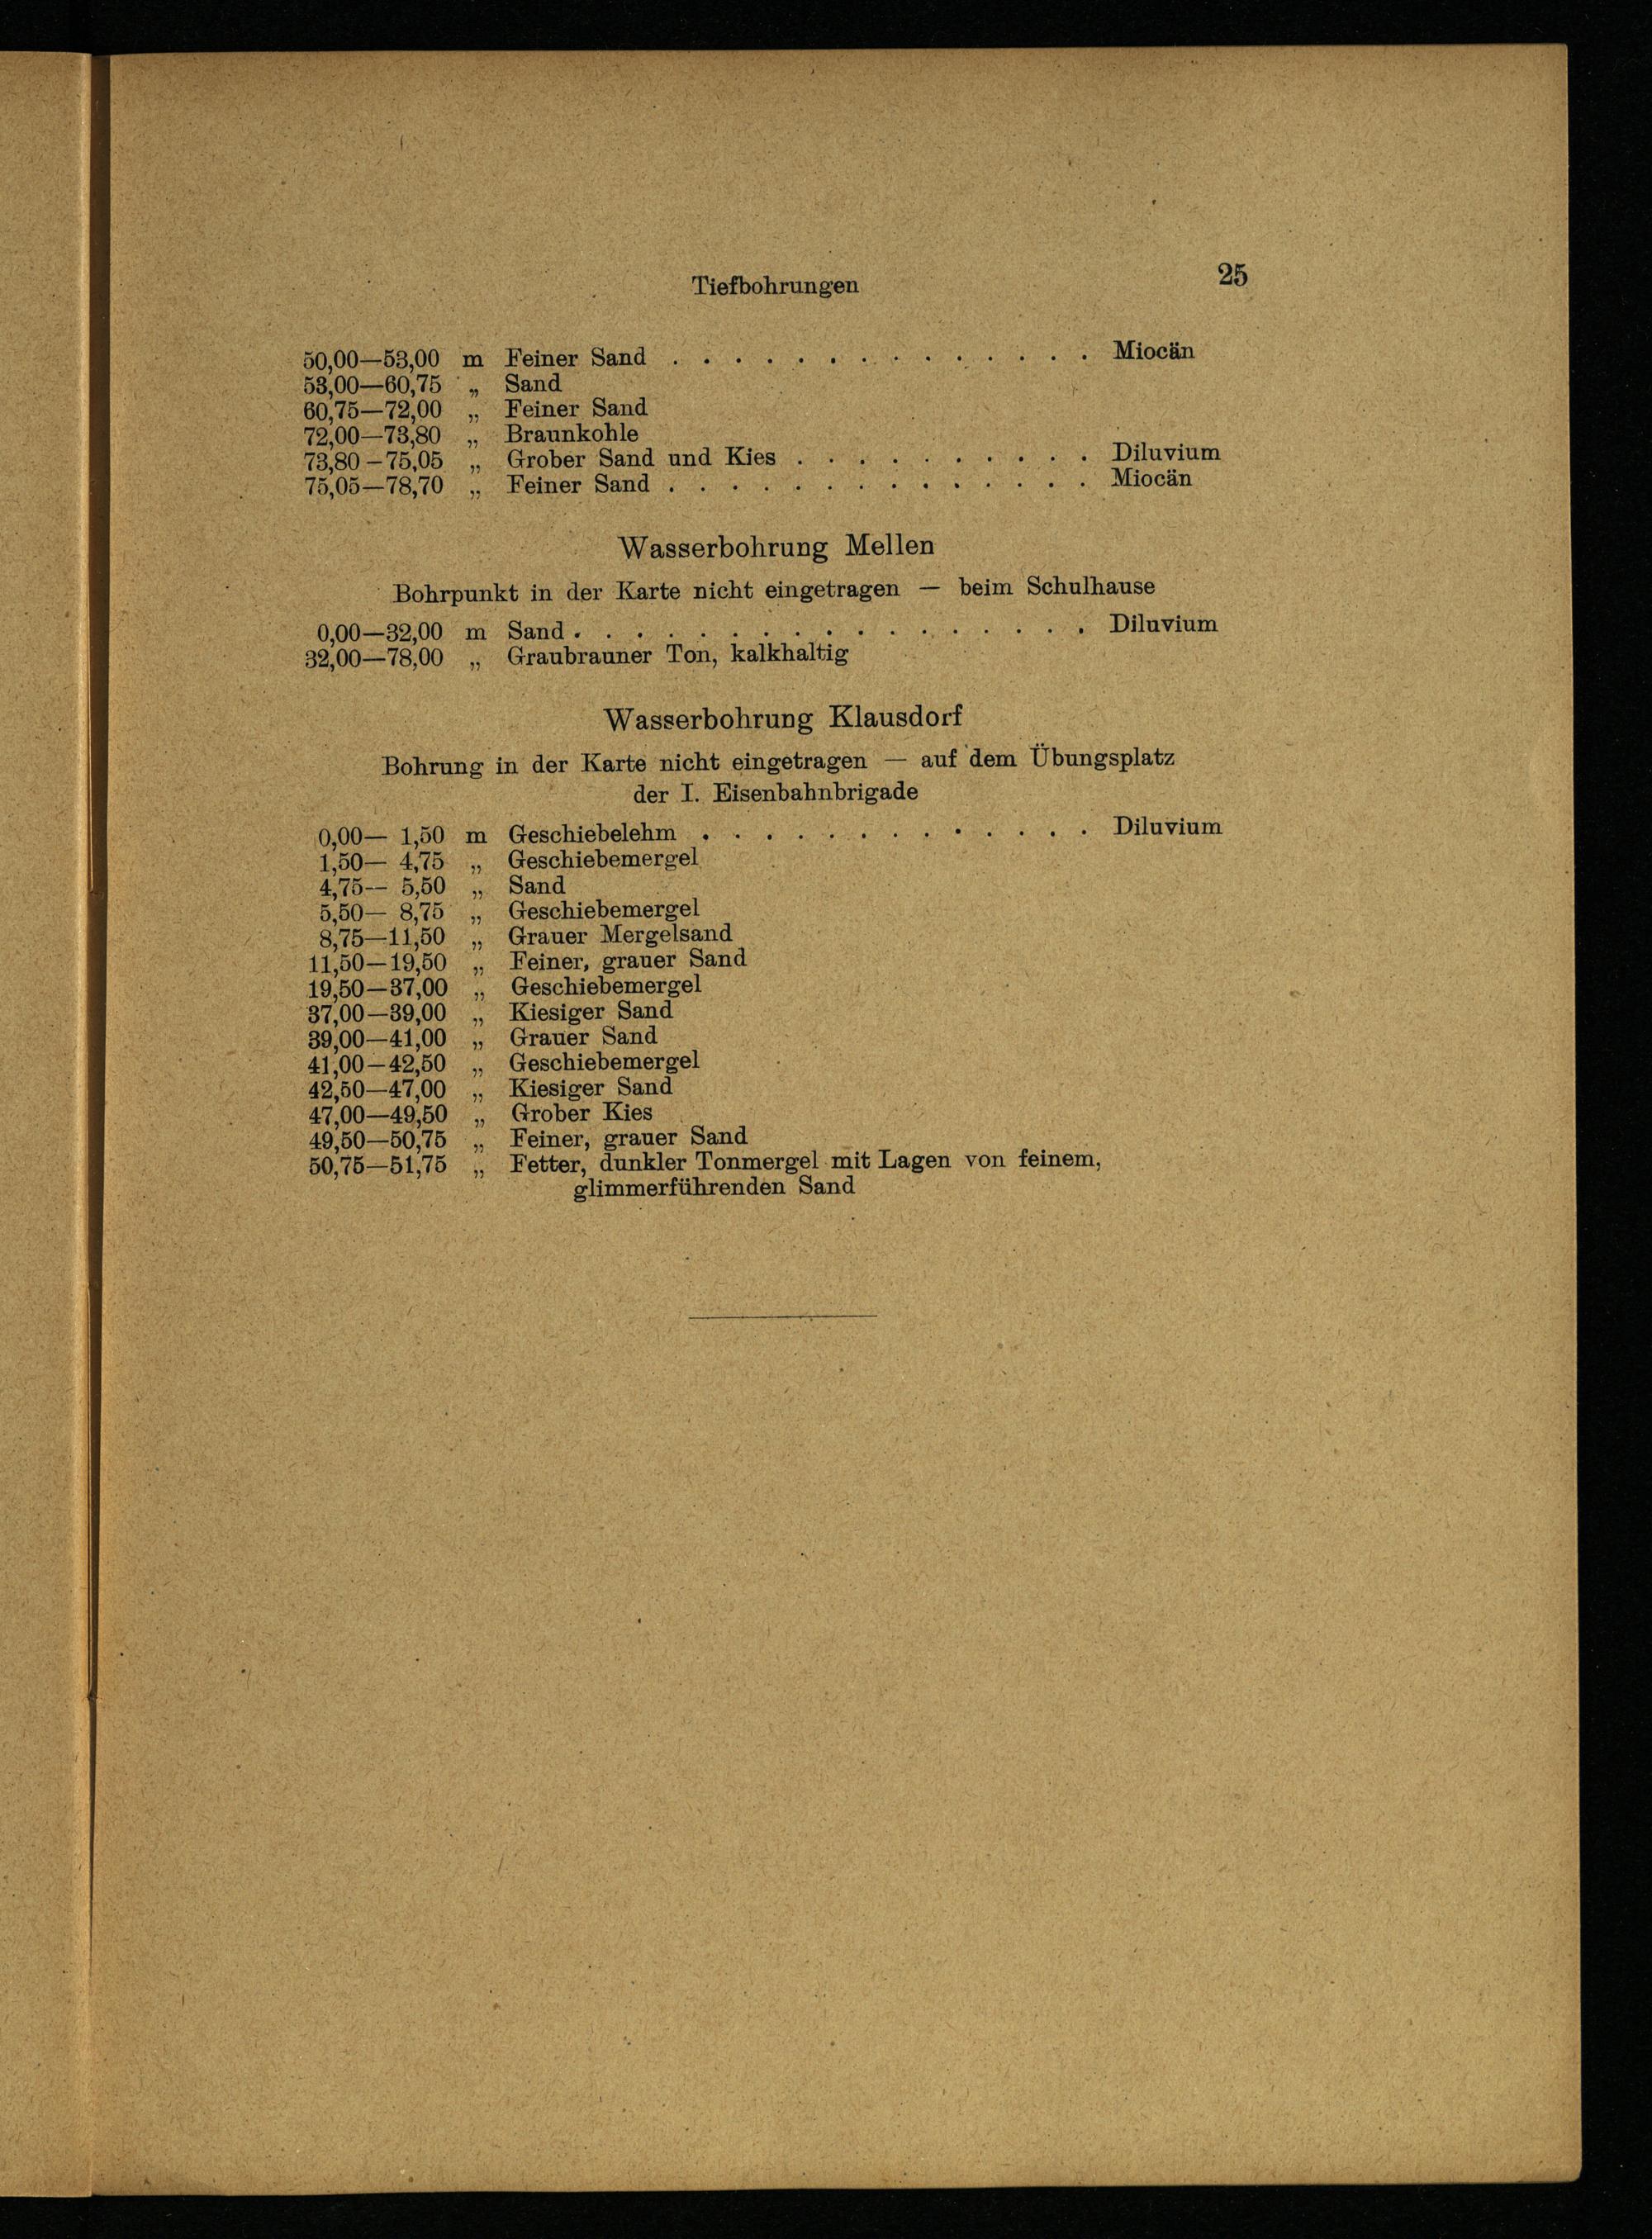 Tiefbohrungen 25
50,00—53,00 m Feiner Sand . . . . . . . . . . . . . . Miocän
53,00—60,75 „ Sand
60,75—72,00 „ Feiner Sand
72,00—73,80 „ Braunkohle
73,80—75,05 „ Grober Sand und Kies . . . . . . . . . . Diluvium
75,05—78,70 „ Feiner Sand . . . . . . . . . . . . . . Miocän
Wasserbohrung Mellen
Bohrpunkt in der Karte nicht eingetragen — beim Schulhause
0,00—32,00 m Sand . . . . . . . . . . . . . . . . . Diluvium
32,00—78,00 „ Graubrauner Ton, kalkhaltig
Wasserbohrung Klausdorf
Bohrung in der Karte nicht eingetragen — auf dem Übungsplatz
der I. Eisenbahnbrigade
0,00— 1,50 m Geschiebelehm . . . . . . . . . . . . . Diluvium
1,50— 4,75 „ Geschiebemergel
4,75— 5,50 „ Sand
5,50— 8,75 „ Geschiebemergel
8,75—11,50 „ Grauer Mergelsand
11,50—19,50 „ Feiner, grauer Sand
19,50—37,00 „ Geschiebemergel
37,00—39,00 „ Kiesiger Sand
39,00—41,00 „ Grauer Sand
41,00—42,50 „ Geschiebemergel
42,50—47,00 „ Kiesiger Sand
47,00—49,50 „ Grober Kies
49,50—50,75 „ Feiner, grauer Sand
50,75—51,75 „ Fetter, dunkler Tonmergel mit Lagen von feinem,
glimmerführenden Sand